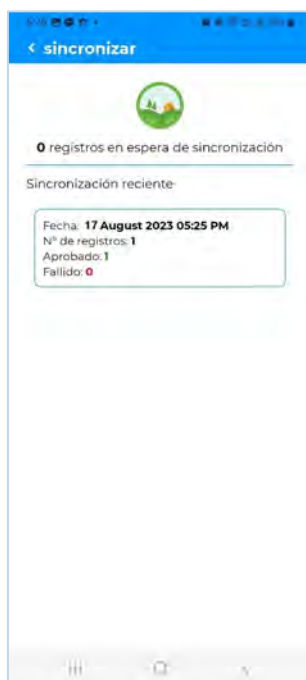 sincronizar
0 registros en espera de sincronización
Sincronización reciente
Fecha: 17 August 2023 05:25 PM
N° de registros: 1
Aprobado: 1
Fallido: 0